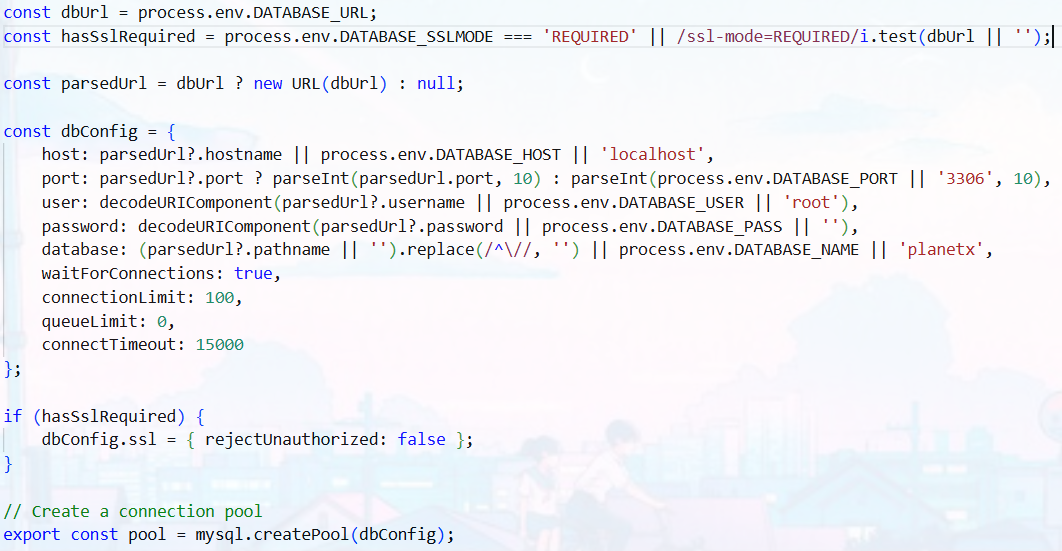 const dbUrl = process.env.DATABASE_URL;
const hasSslRequired = process.env.DATABASE_SSLMODE === 'REQUIRED' || /ssl-mode=REQUIRED/i.test(dbUrl || '');
const parsedUrl = dbUrl ? new URL(dbUrl) : null;
const dbConfig = {
    host: parsedUrl?.hostname || process.env.DATABASE_HOST || 'localhost',
    port: parsedUrl?.port ? parseInt(parsedUrl.port, 10) : parseInt(process.env.DATABASE_PORT || '3306', 10),
    user: decodeURIComponent(parsedUrl?.username || process.env.DATABASE_USER || 'root'),
    password: decodeURIComponent(parsedUrl?.password || process.env.DATABASE_PASS || ''),
    database: (parsedUrl?.pathname || '').replace(/^\//, '') || process.env.DATABASE_NAME || 'planetx',
    waitForConnections: true,
    connectionLimit: 100,
    queueLimit: 0,
    connectTimeout: 15000
};
if (hasSslRequired) {
    dbConfig.ssl = { rejectUnauthorized: false };
}
// Create a connection pool
export const pool = mysql.createPool(dbConfig);